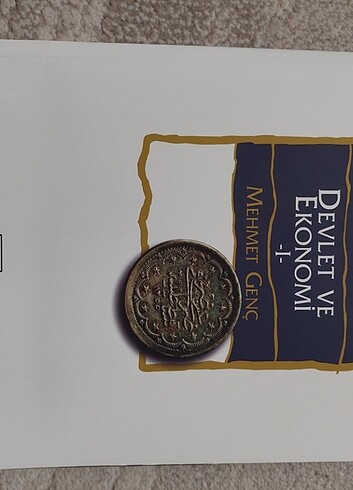 DEVLET VE
EKONOMİ
-I-
MEHMET GENÇ